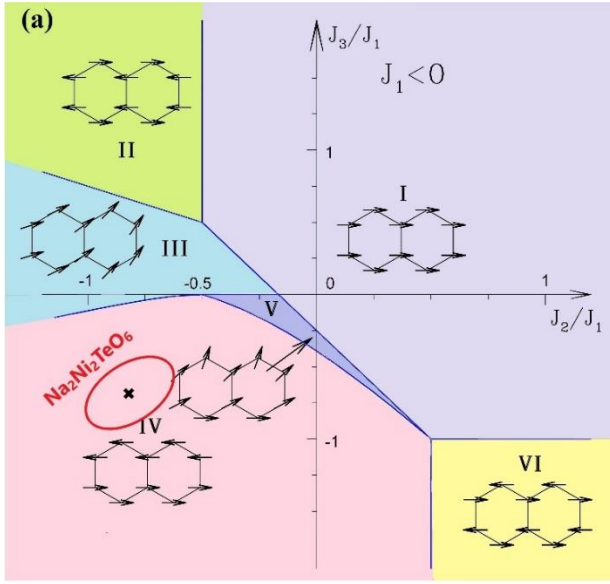 (a)
J₃/J₁
J₁<0
II
1
I
III
-1
-0.5
0
1
V
J₂/J₁
Na₂Ni₂TeO₆
IV
-1
VI